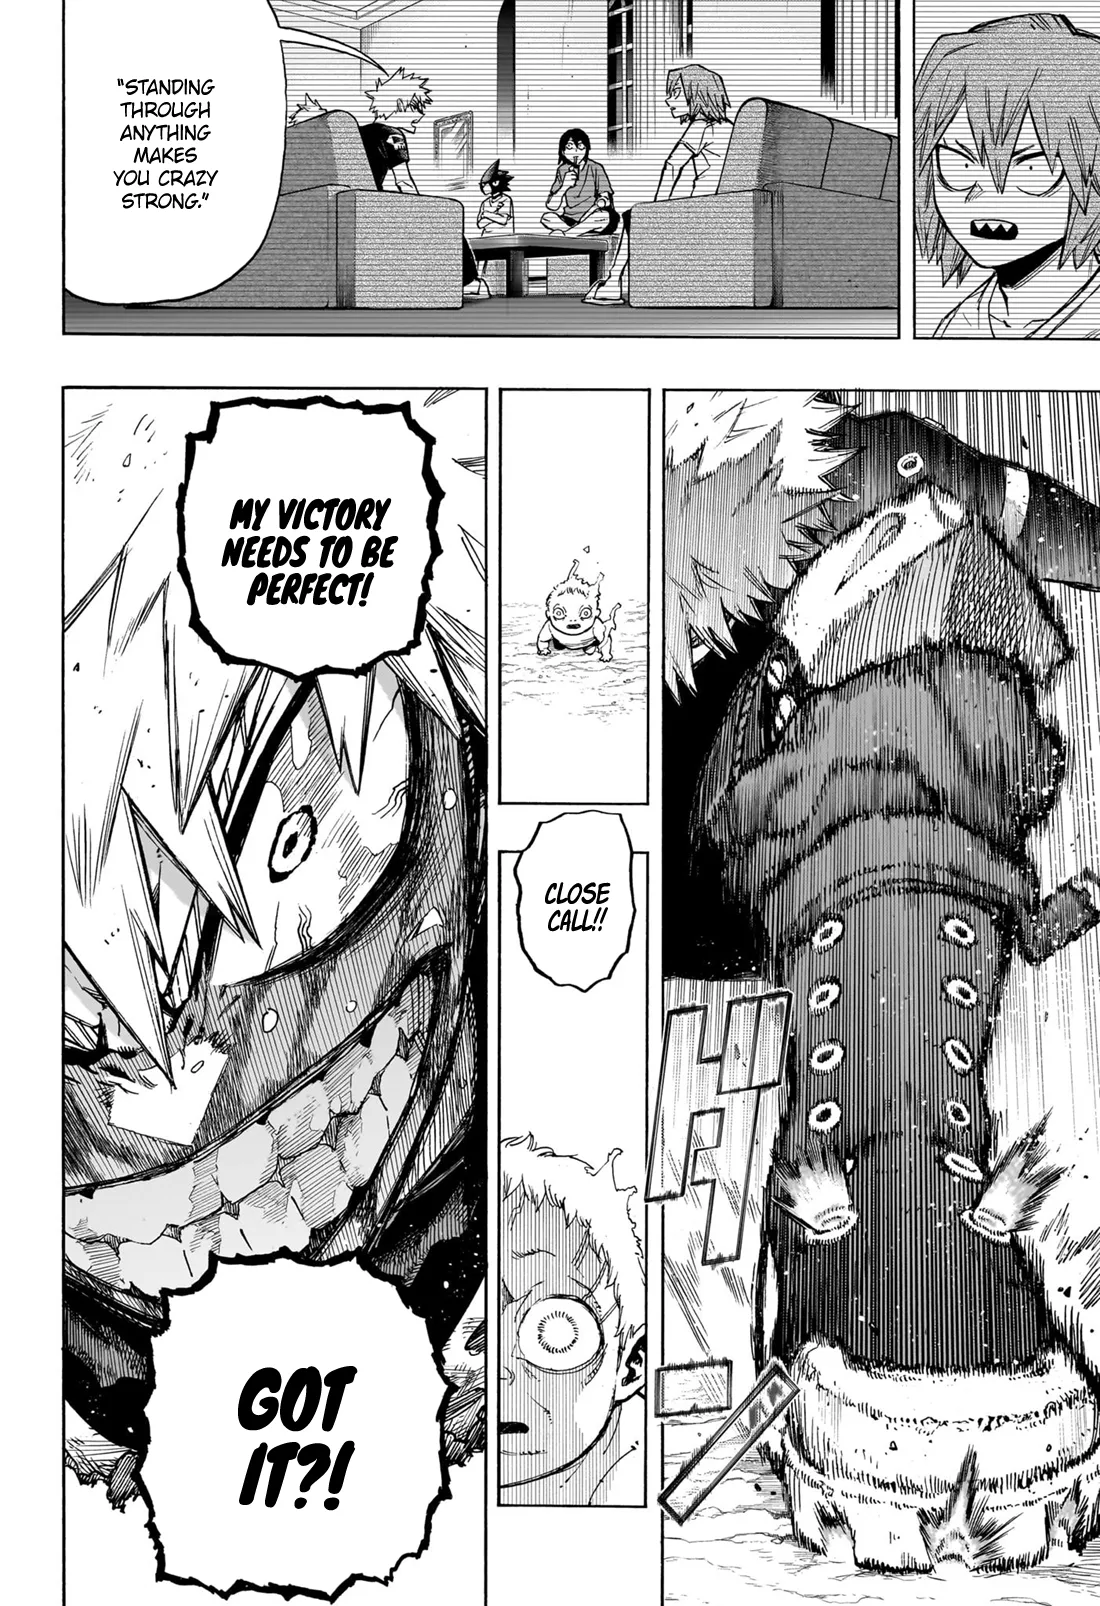 "STANDING
THROUGH
ANYTHING
MAKES
YOU CRAZY
STRONG."
CLOSE
CALL!!
MY VICTORY
NEEDS TO BE
PERFECT!
GOT
IT?!